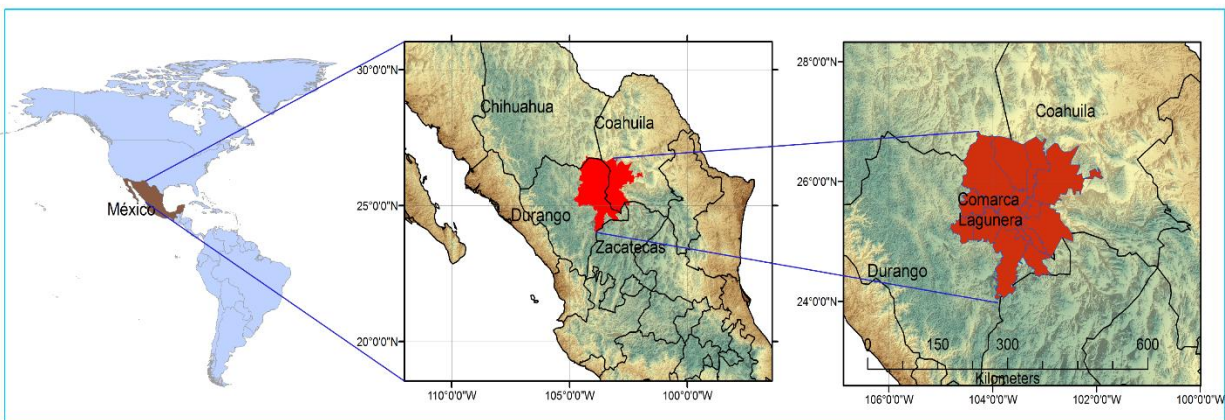 México
30°0'0"N
25°0'0"N
20°0'0"N
Chihuahua
Coahuila
Durango
Zacatecas
110°0'0"W
105°0'0"W
100°0'0"W
28°0'0"N
26°0'0"N
24°0'0"N
Coahuila
Comarca
Lagunera
Durango
0
150
300
600
Kilometers
106°0'0"W
104°0'0"W
102°0'0"W
100°0'0"W